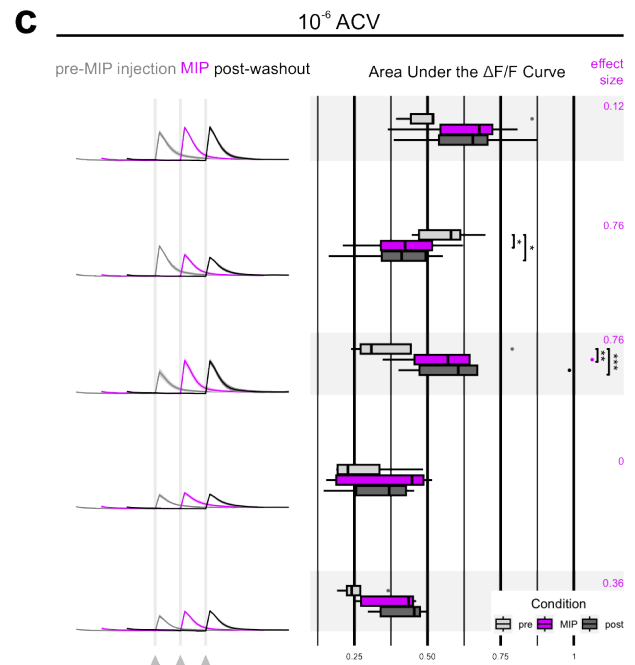 C
10⁻⁶ ACV
pre-MIP injection MIP post-washout
Area Under the ΔF/F Curve
effect size
0.12
0.76
*
*
0.76
**
***
0
0.36
Condition
pre MIP post
0.25 0.50 0.75 1